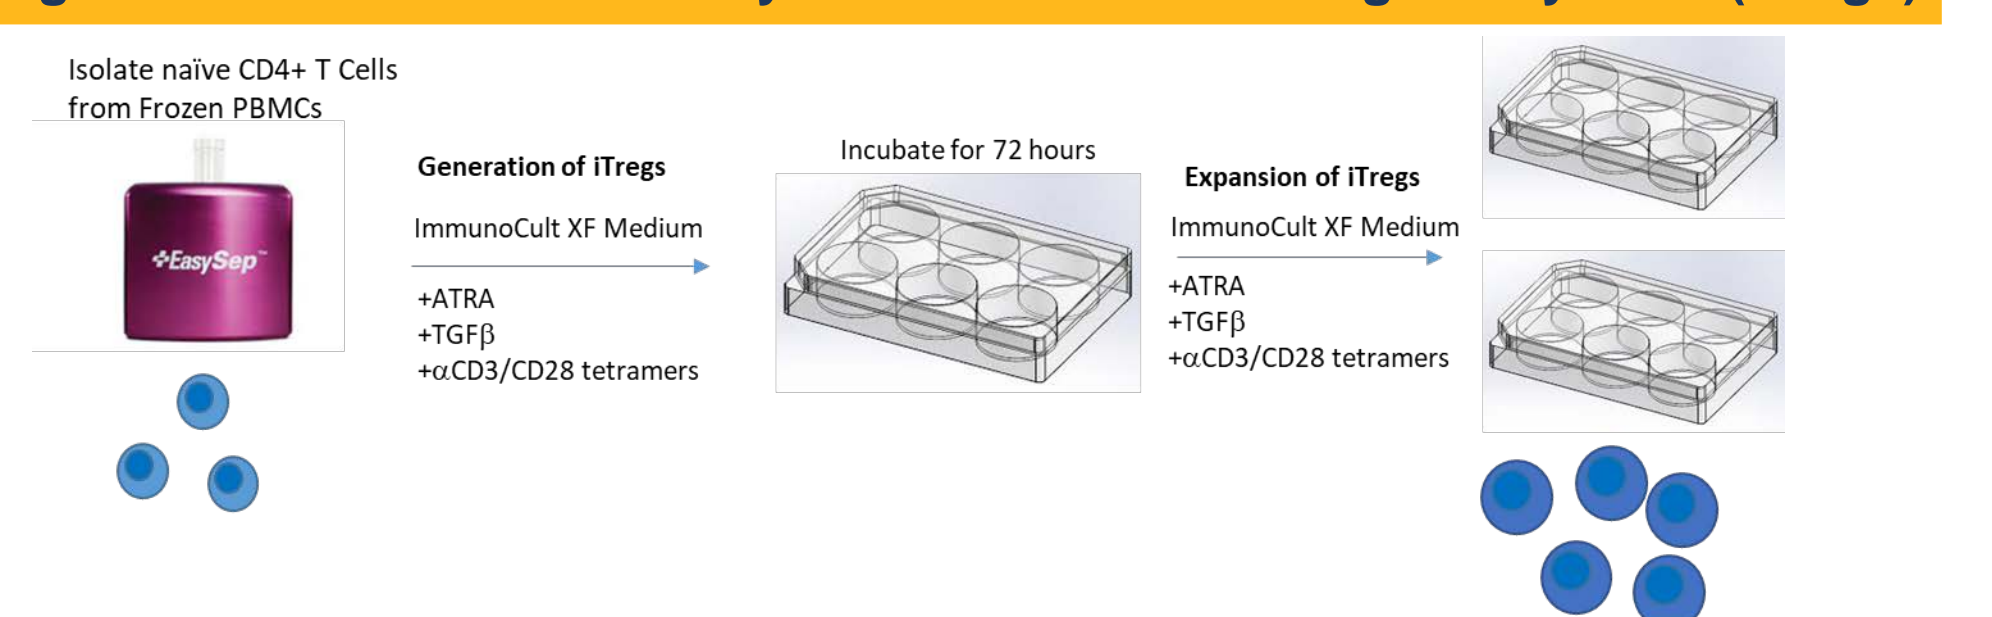 Isolate naïve CD4+ T Cells
from Frozen PBMCs
EasySep™
Generation of iTregs
ImmunoCult XF Medium
+ATRA
+TGFβ
+αCD3/CD28 tetramers
Incubate for 72 hours
Expansion of iTregs
ImmunoCult XF Medium
+ATRA
+TGFβ
+αCD3/CD28 tetramers